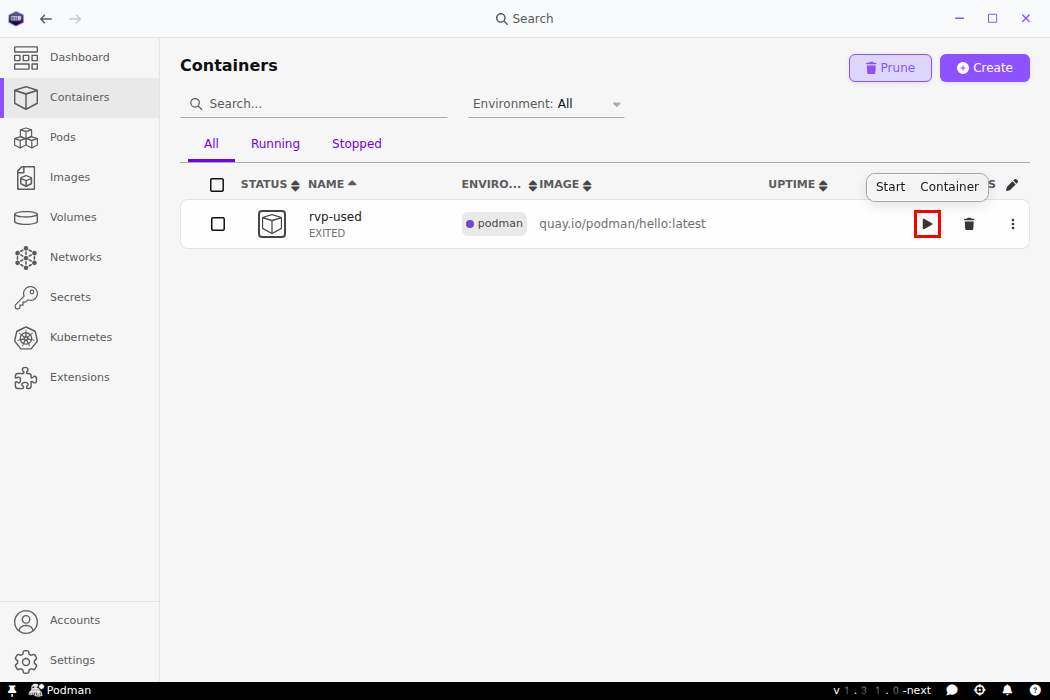 Search
Dashboard
Containers
Pods
Images
Volumes
Networks
Secrets
Kubernetes
Extensions
Accounts
Settings
Containers
Prune
Create
Search...
Environment: All
All
Running
Stopped
STATUS
NAME
ENVIRO...
IMAGE
UPTIME
S
Start Container
rvp-used
EXITED
podman
quay.io/podman/hello:latest
Podman
v1.31.0-next